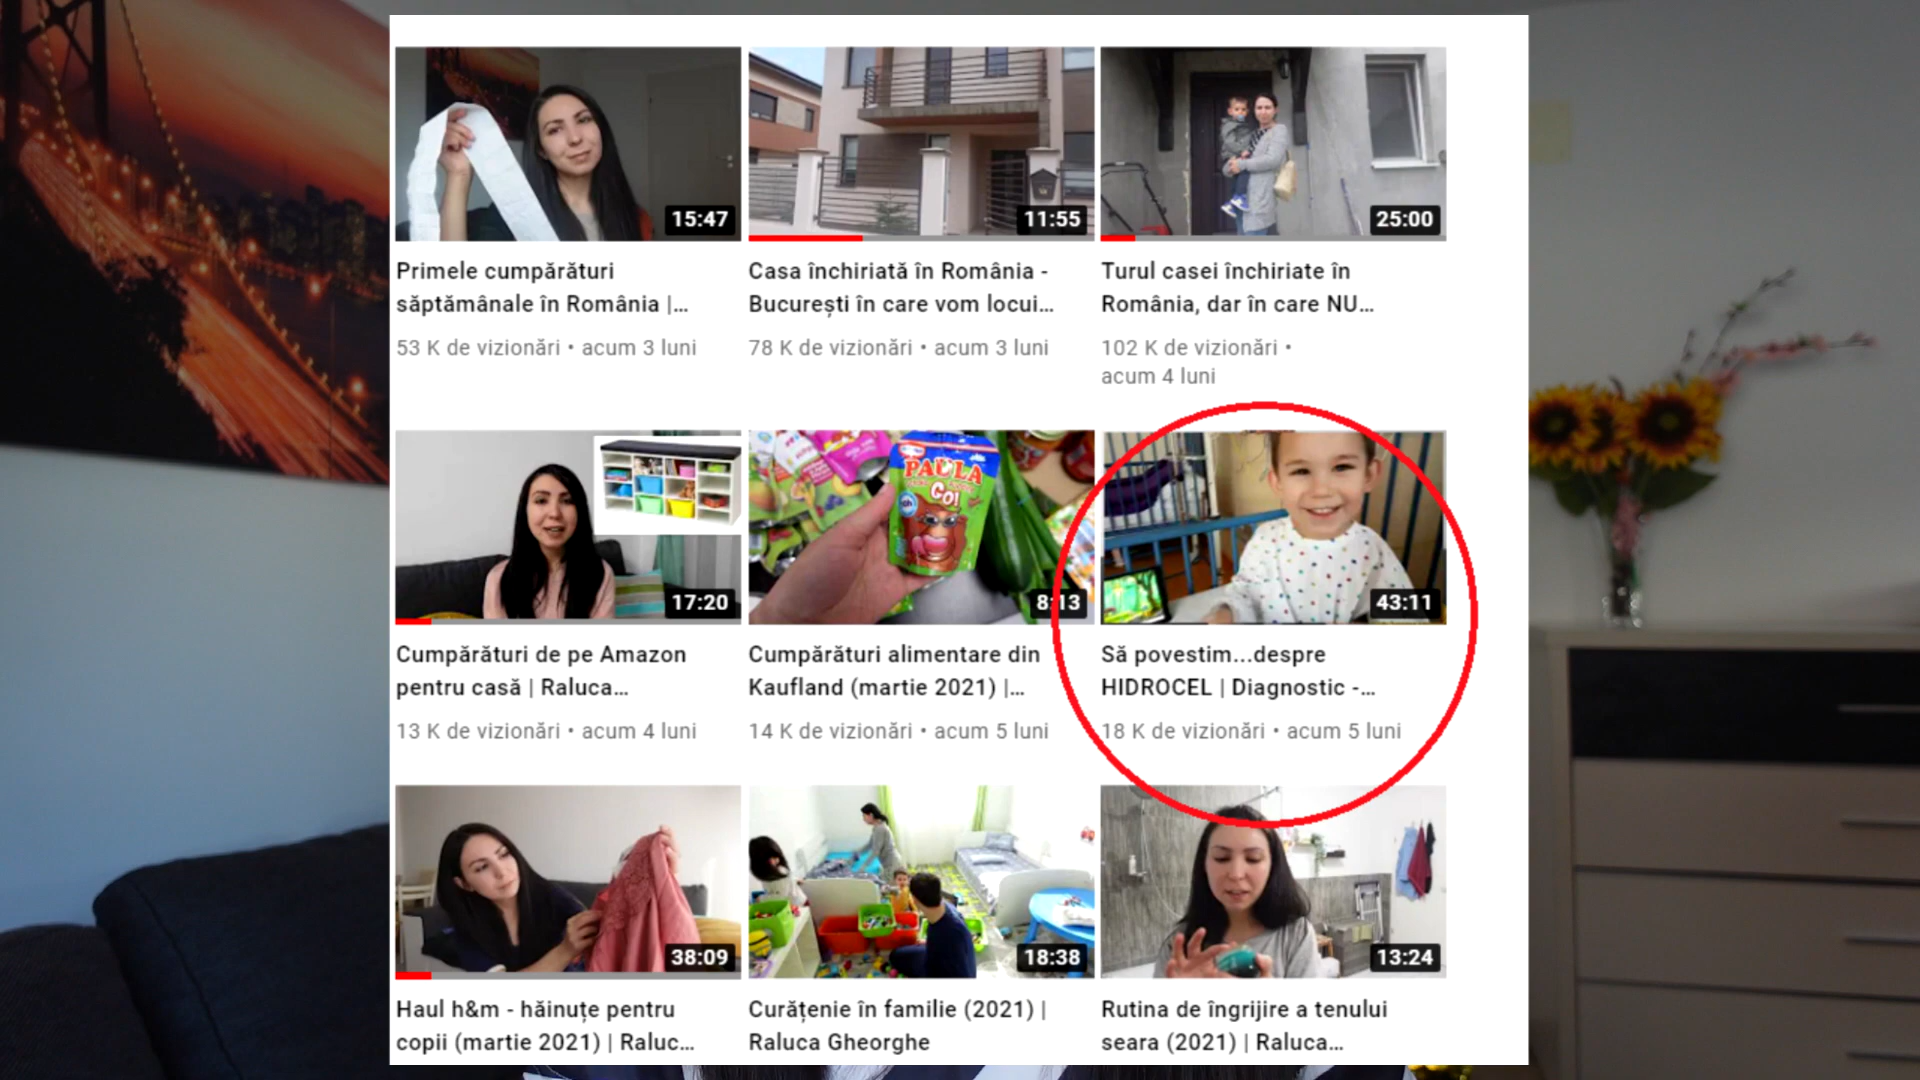 15:47
11:55
25:00
Primele cumpărături
săptămânale în România |...
53 K de vizionări • acum 3 luni
Casa închiriată în România -
București în care vom locui...
78 K de vizionări • acum 3 luni
Turul casei închiriate în
România, dar în care NU...
102 K de vizionări •
acum 4 luni
17:20
PAULA
GO!
8:13
43:11
Cumpărături de pe Amazon
pentru casă | Raluca...
13 K de vizionări • acum 4 luni
Cumpărături alimentare din
Kaufland (martie 2021) |...
14 K de vizionări • acum 5 luni
Să povestim...despre
HIDROCEL | Diagnostic -...
18 K de vizionări • acum 5 luni
38:09
18:38
13:24
Haul h&m - hăinuțe pentru
copii (martie 2021) | Raluc...
Curățenie în familie (2021) |
Raluca Gheorghe
Rutina de îngrijire a tenului
seara (2021) | Raluca...